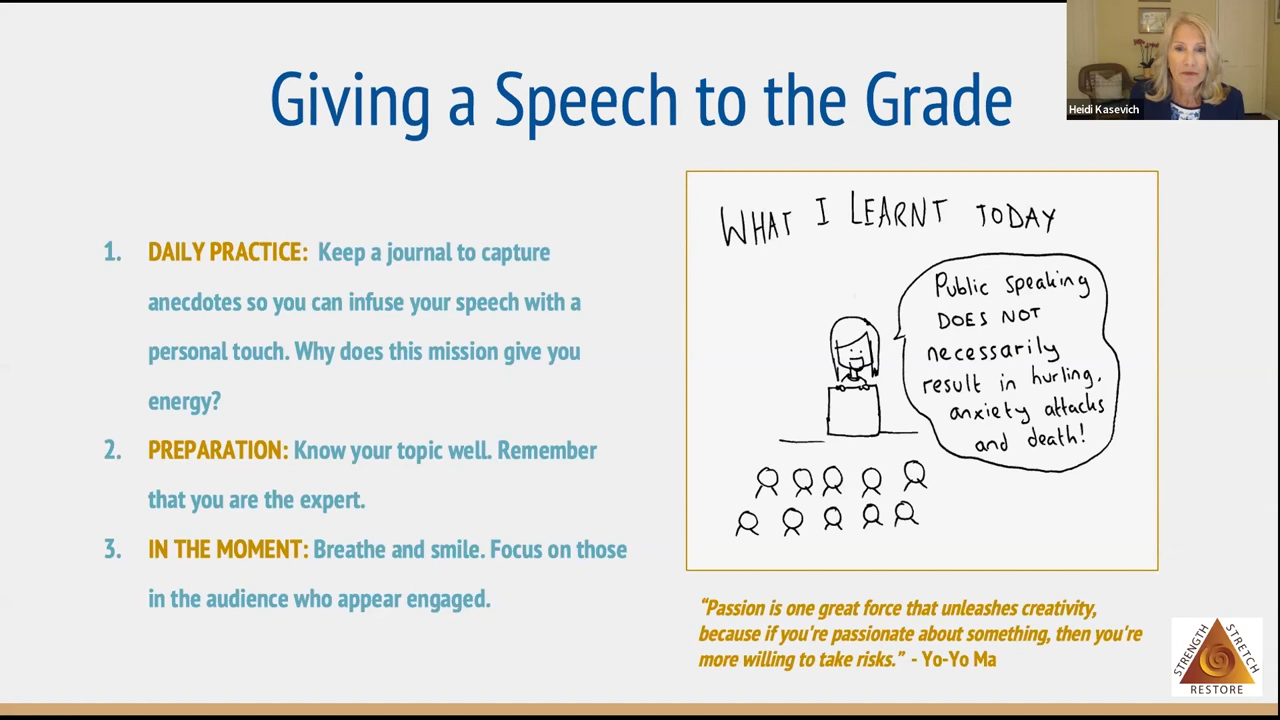 Giving a Speech to the Grade
Heidi Kasevich
1. DAILY PRACTICE: Keep a journal to capture
anecdotes so you can infuse your speech with a
personal touch. Why does this mission give you
energy?
2. PREPARATION: Know your topic well. Remember
that you are the expert.
3. IN THE MOMENT: Breathe and smile. Focus on those
in the audience who appear engaged.
WHAT I LEARNT TODAY
Public speaking
DOES NOT
necessarily
result in hurling,
anxiety attacks
and death!
“Passion is one great force that unleashes creativity,
because if you're passionate about something, then you're
more willing to take risks.” - Yo-Yo Ma
STRENGTH
STRETCH
RESTORE